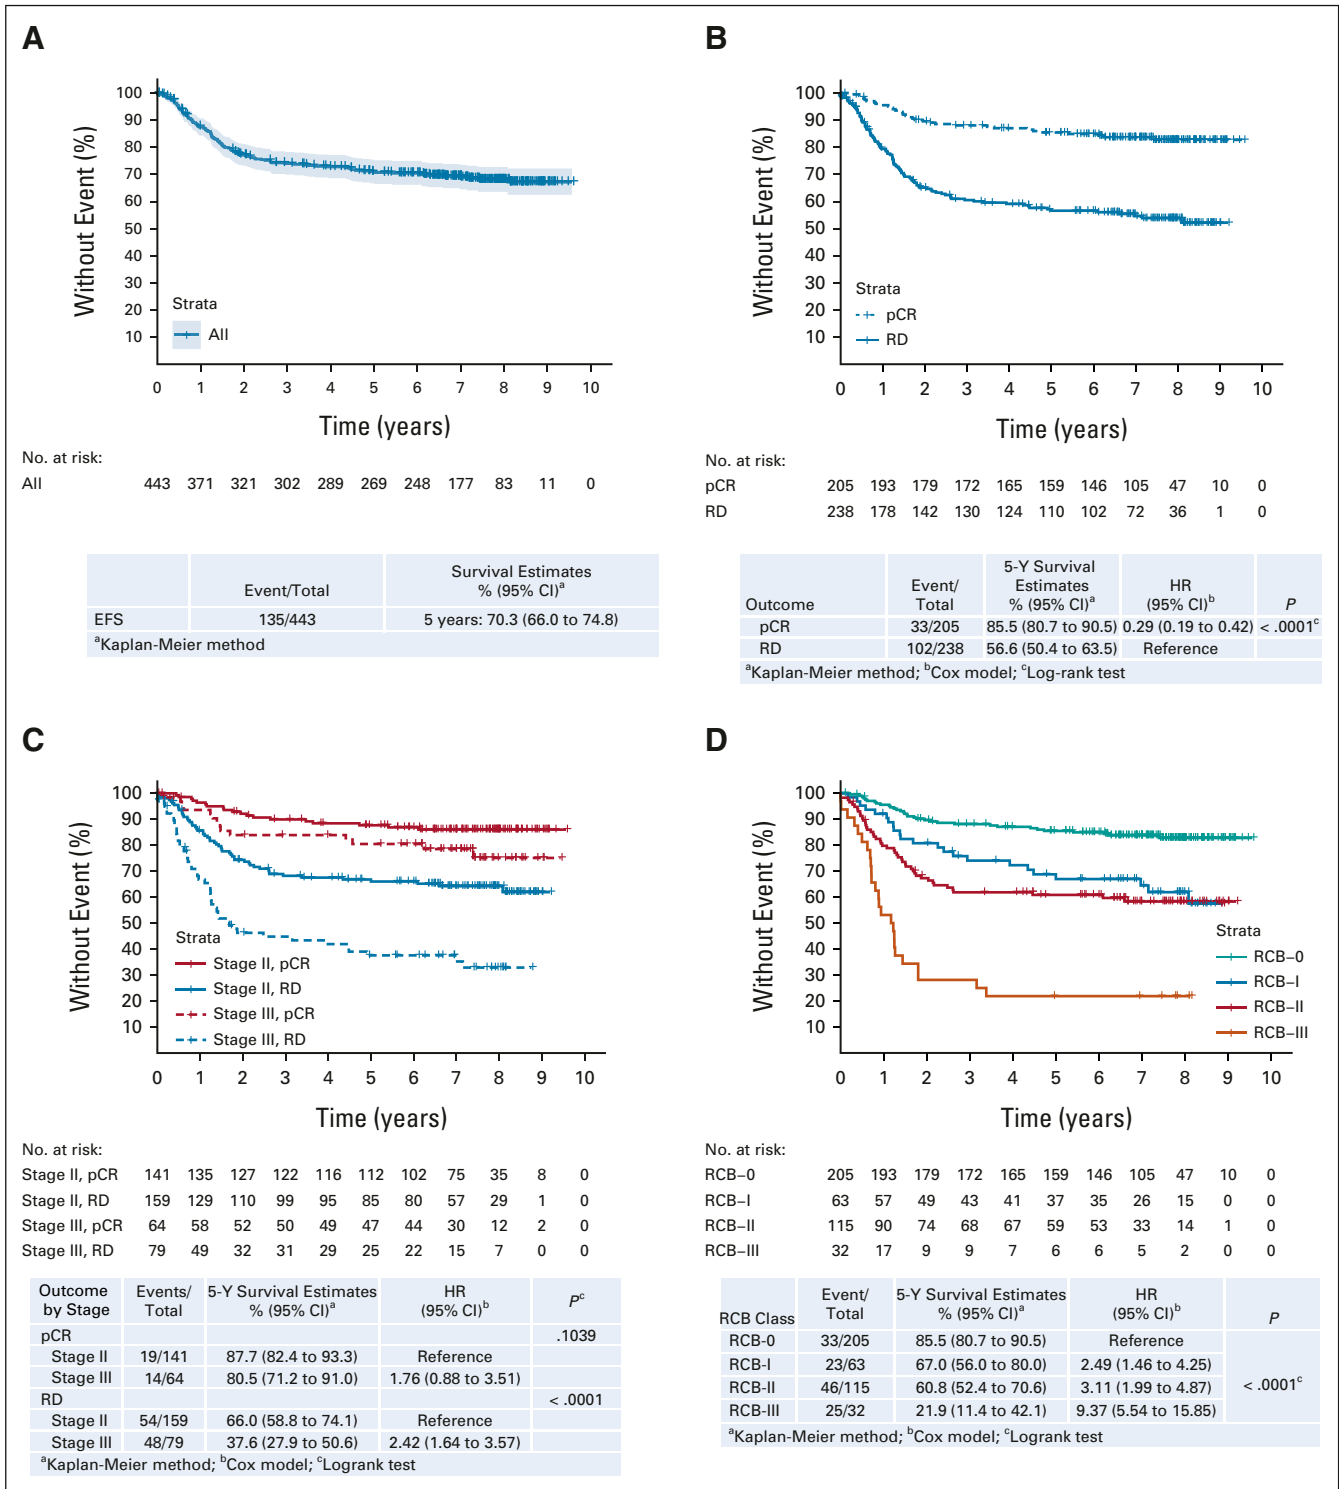 A
Without Event (%)
100
90
80
70
60
50
40
30
20
10
Strata
All
0 1 2 3 4 5 6 7 8 9 10
Time (years)
No. at risk:
All 443 371 321 302 289 269 248 177 83 11 0
Event/Total Survival Estimates % (95% CI)a
EFS 135/443 5 years: 70.3 (66.0 to 74.8)
aKaplan-Meier method
B
Without Event (%)
100
90
80
70
60
50
40
30
20
10
Strata
pCR
RD
0 1 2 3 4 5 6 7 8 9 10
Time (years)
No. at risk:
pCR 205 193 179 172 165 159 146 105 47 10 0
RD 238 178 142 130 124 110 102 72 36 1 0
Outcome Event/ Total 5-Y Survival Estimates % (95% CI)a HR (95% CI)b P
pCR 33/205 85.5 (80.7 to 90.5) 0.29 (0.19 to 0.42) < .0001c
RD 102/238 56.6 (50.4 to 63.5) Reference
aKaplan-Meier method; bCox model; cLog-rank test
C
Without Event (%)
100
90
80
70
60
50
40
30
20
10
Strata
Stage II, pCR
Stage II, RD
Stage III, pCR
Stage III, RD
0 1 2 3 4 5 6 7 8 9 10
Time (years)
No. at risk:
Stage II, pCR 141 135 127 122 116 112 102 75 35 8 0
Stage II, RD 159 129 110 99 95 85 80 57 29 1 0
Stage III, pCR 64 58 52 50 49 47 44 30 12 2 0
Stage III, RD 79 49 32 31 29 25 22 15 7 0 0
Outcome by Stage Events/ Total 5-Y Survival Estimates % (95% CI)a HR (95% CI)b Pc
pCR .1039
Stage II 19/141 87.7 (82.4 to 93.3) Reference
Stage III 14/64 80.5 (71.2 to 91.0) 1.76 (0.88 to 3.51)
RD < .0001
Stage II 54/159 66.0 (58.8 to 74.1) Reference
Stage III 48/79 37.6 (27.9 to 50.6) 2.42 (1.64 to 3.57)
aKaplan-Meier method; bCox model; cLogrank test
D
Without Event (%)
100
90
80
70
60
50
40
30
20
10
Strata
RCB–0
RCB–I
RCB–II
RCB–III
0 1 2 3 4 5 6 7 8 9 10
Time (years)
No. at risk:
RCB–0 205 193 179 172 165 159 146 105 47 10 0
RCB–I 63 57 49 43 41 37 35 26 15 0 0
RCB–II 115 90 74 68 67 59 53 33 14 1 0
RCB–III 32 17 9 9 7 6 6 5 2 0 0
RCB Class Event/ Total 5-Y Survival Estimates % (95% CI)a HR (95% CI)b P
RCB-0 33/205 85.5 (80.7 to 90.5) Reference
RCB-I 23/63 67.0 (56.0 to 80.0) 2.49 (1.46 to 4.25)
RCB-II 46/115 60.8 (52.4 to 70.6) 3.11 (1.99 to 4.87) < .0001c
RCB-III 25/32 21.9 (11.4 to 42.1) 9.37 (5.54 to 15.85)
aKaplan-Meier method; bCox model; cLogrank test